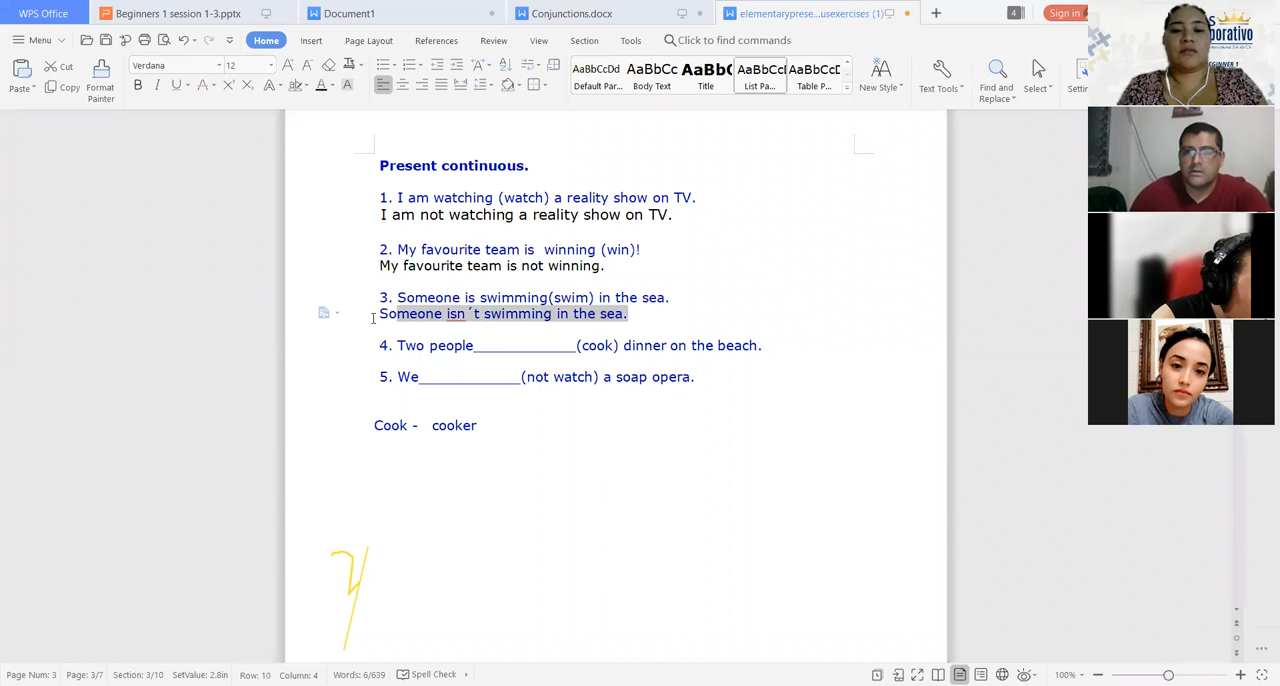 WPS Office
Beginners 1 session 1-3.pptx
Document1
Conjunctions.docx
elementaryprese...usexercises (1)
4
Sign in
Menu
Home
Insert
Page Layout
References
Review
View
Section
Tools
Click to find commands
Paste
Cut
Copy
Format Painter
Verdana
12
AaBbCcDd
AaBbCc
AaBb(
AaBbCcl
AaBbCcD
Default Par...
Body Text
Title
List Pa...
Table P...
New Style
Text Tools
Find and Replace
Select
Settin
Present continuous.
1. I am watching (watch) a reality show on TV.
I am not watching a reality show on TV.
2. My favourite team is winning (win)!
My favourite team is not winning.
3. Someone is swimming(swim) in the sea.
Someone isn´t swimming in the sea.
4. Two people_____________(cook) dinner on the beach.
5. We_____________(not watch) a soap opera.
Cook - cooker
Page Num: 3
Page: 3/7
Section: 3/10
SetValue: 2.8in
Row: 10
Column: 4
Words: 6/639
Spell Check
100%